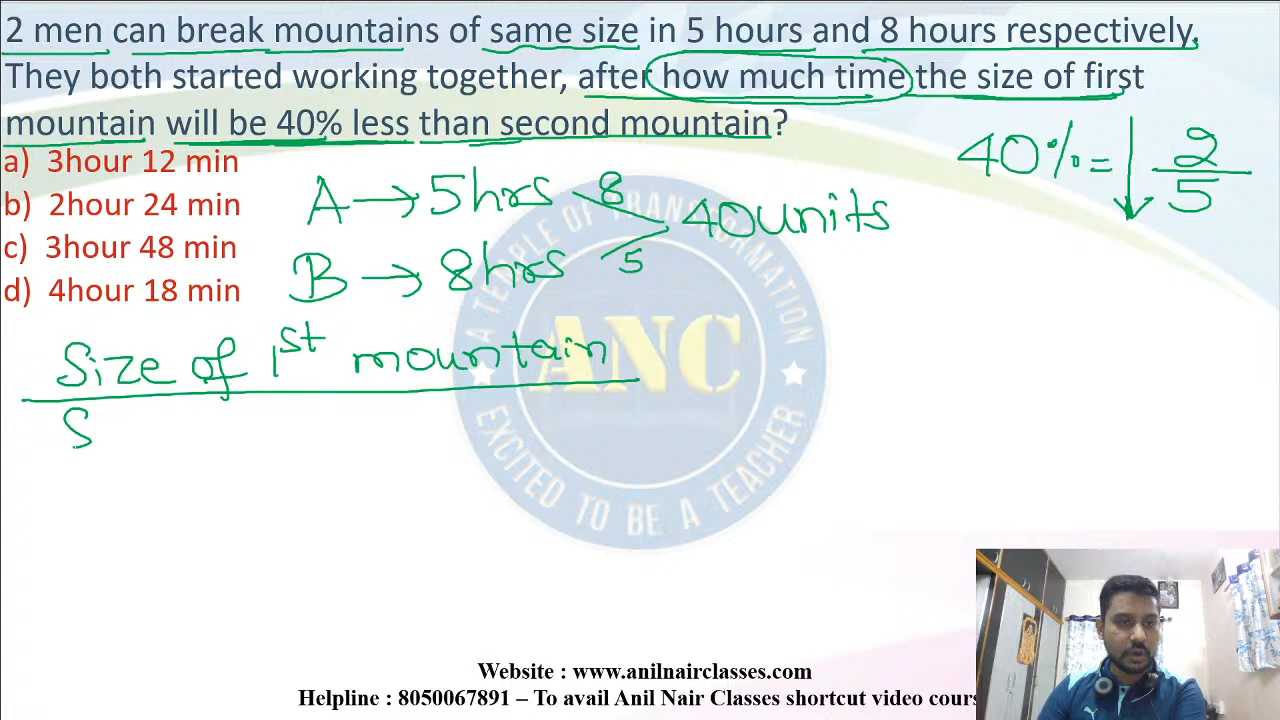 2 men can break mountains of same size in 5 hours and 8 hours respectively.
They both started working together, after how much time the size of first
mountain will be 40% less than second mountain?
a) 3hour 12 min
b) 2hour 24 min
c) 3hour 48 min
d) 4hour 18 min
40% = ↓ 2/5
A → 5hrs 8
40units
B → 8hrs 5
Size of 1st mountain
S
A TEMPLE OF TRANSFORMATION
ANC
EXCITED TO BE A TEACHER
Website : www.anilnairclasses.com
Helpline : 8050067891 – To avail Anil Nair Classes shortcut video cours